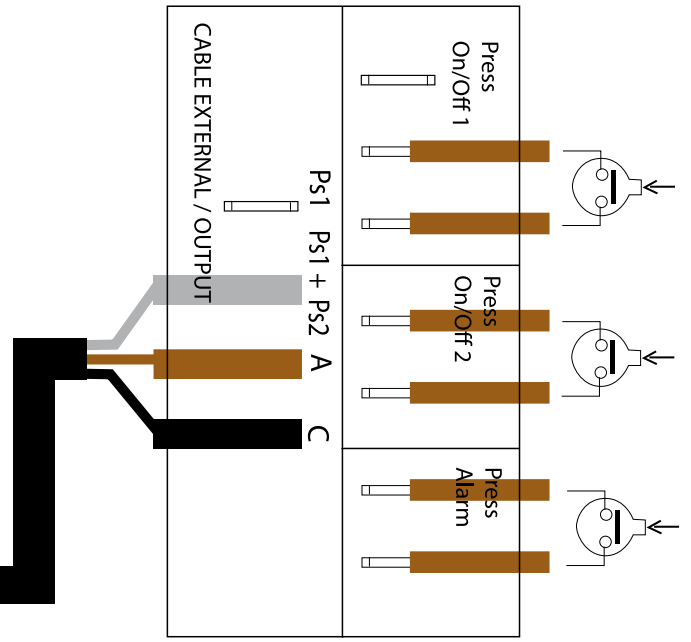 CABLE EXTERNAL / OUTPUT
Ps1
Ps1 + Ps2
A
C
Press
On/Off 1
Press
On/Off 2
Press
Alarm